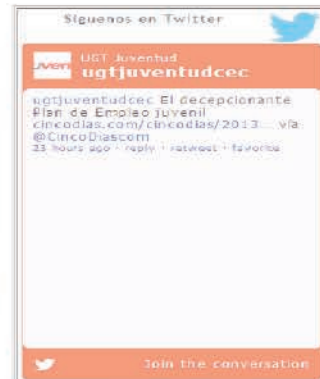 Síguenos en Twitter
Juven
UGT Juventud
ugtjuventudcec
ugtjuventudcec El decepcionante
Plan de Empleo juvenil
cincodias.com/cincodias/2013... vía
@CincoDiascom
23 hours ago · reply · retweet · favorite
Join the conversation